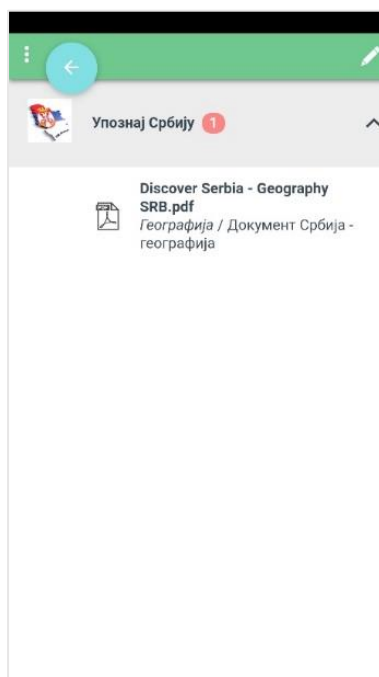 Упознај Србију 1
Discover Serbia - Geography
SRB.pdf
Географија / Документ Србија -
географија